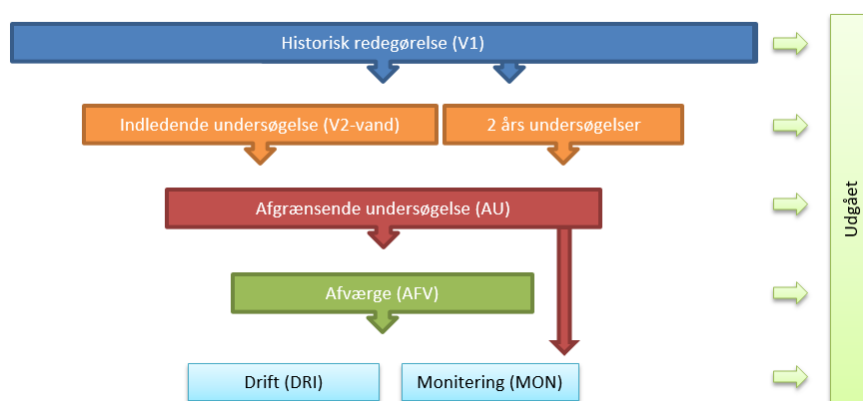 Historisk redegørelse (V1)
Indledende undersøgelse (V2-vand)
2 års undersøgelser
Afgrænsende undersøgelse (AU)
Udgået
Afværge (AFV)
Drift (DRI)
Monitering (MON)